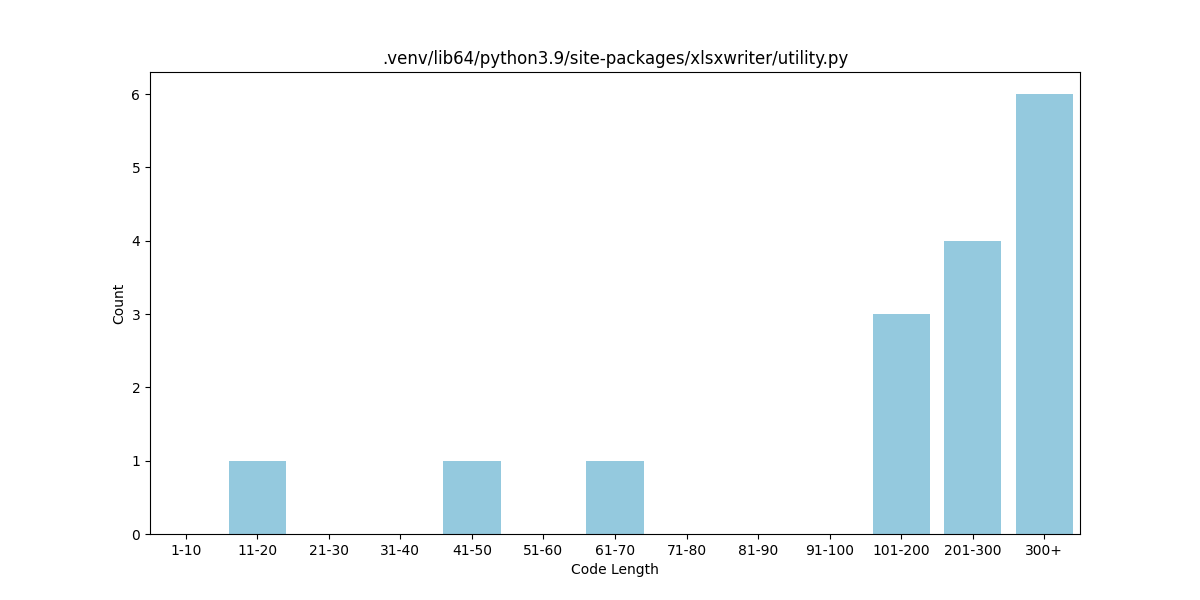 .venv/lib64/python3.9/site-packages/xlsxwriter/utility.py
6
5
4
3
2
1
0
Count
1-10 11-20 21-30 31-40 41-50 51-60 61-70 71-80 81-90 91-100 101-200 201-300 300+
Code Length